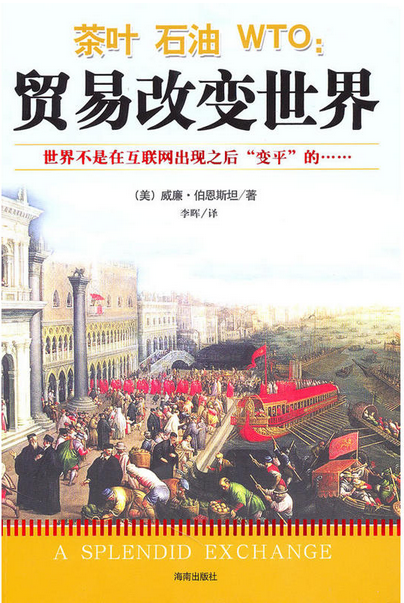 茶叶 石油 WTO:
贸易改变世界
世界不是在互联网出现之后“变平”的……
(美) 威廉·伯恩斯坦/著
李晖/译
A SPLENDID EXCHANGE
海南出版社